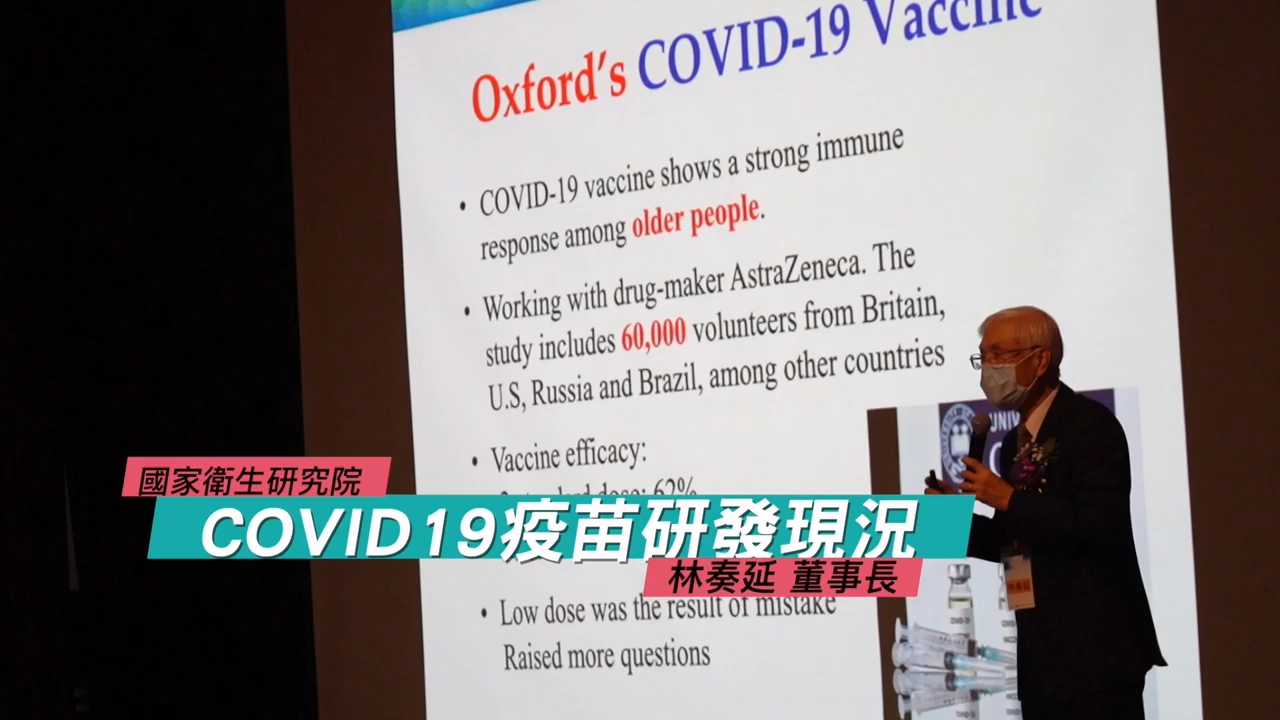 Oxford's COVID-19 Vaccine
• COVID-19 vaccine shows a strong immune
response among older people.
• Working with drug-maker AstraZeneca. The
study includes 60,000 volunteers from Britain,
U.S, Russia and Brazil, among other countries
• Vaccine efficacy:
62%
國家衛生研究院
COVID19疫苗研發現況
林奏延 董事長
• Low dose was the result of mistake
Raised more questions
UNIV